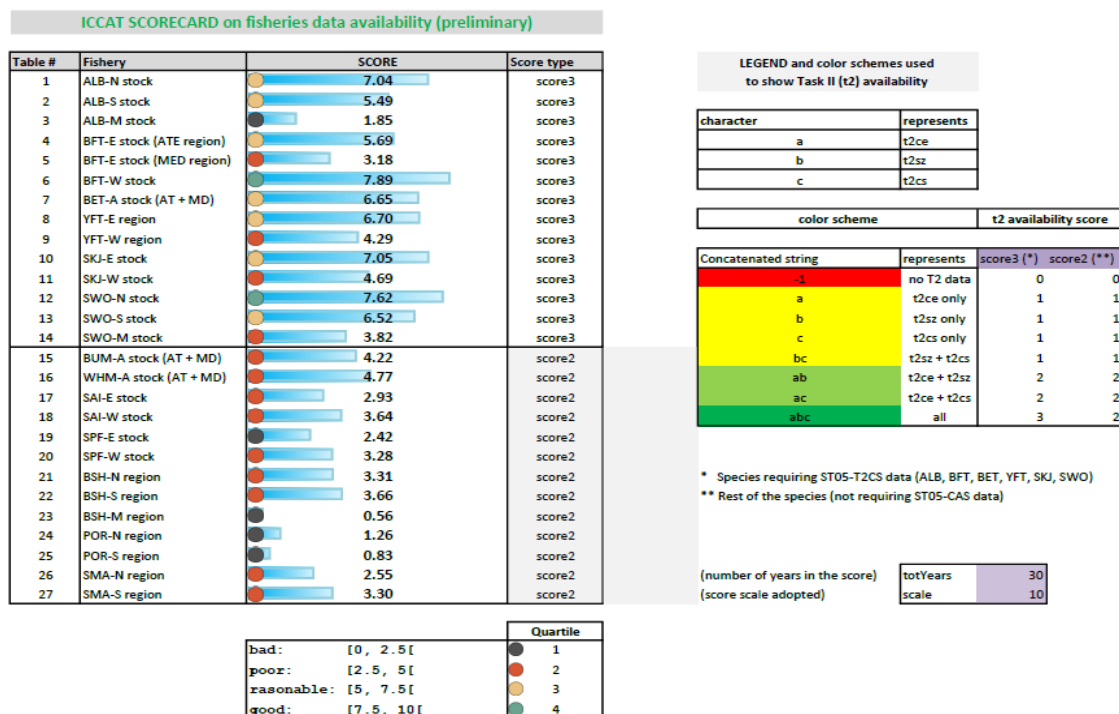 ICCAT SCORECARD on fisheries data availability (preliminary)
Table # Fishery SCORE Score type
1 ALB-N stock 7.04 score3
2 ALB-S stock 5.49 score3
3 ALB-M stock 1.85 score3
4 BFT-E stock (ATE region) 5.69 score3
5 BFT-E stock (MED region) 3.18 score3
6 BFT-W stock 7.89 score3
7 BET-A stock (AT + MD) 6.65 score3
8 YFT-E region 6.70 score3
9 YFT-W region 4.29 score3
10 SKJ-E stock 7.05 score3
11 SKJ-W stock 4.69 score3
12 SWO-N stock 7.62 score3
13 SWO-S stock 6.52 score3
14 SWO-M stock 3.82 score3
15 BUM-A stock (AT + MD) 4.22 score2
16 WHM-A stock (AT + MD) 4.77 score2
17 SAI-E stock 2.93 score2
18 SAI-W stock 3.64 score2
19 SPF-E stock 2.42 score2
20 SPF-W stock 3.28 score2
21 BSH-N region 3.31 score2
22 BSH-S region 3.66 score2
23 BSH-M region 0.56 score2
24 POR-N region 1.26 score2
25 POR-S region 0.83 score2
26 SMA-N region 2.55 score2
27 SMA-S region 3.30 score2
Quartile
bad: [0, 2.5[ 1
poor: [2.5, 5[ 2
rasonable: [5, 7.5[ 3
good: [7.5, 10[ 4
LEGEND and color schemes used
to show Task II (t2) availability
character represents
a t2ce
b t2sz
c t2cs
color scheme t2 availability score
Concatenated string represents score3 (*) score2 (**)
-1 no T2 data 0 0
a t2ce only 1 1
b t2sz only 1 1
c t2cs only 1 1
bc t2sz + t2cs 1 1
ab t2ce + t2sz 2 2
ac t2ce + t2cs 2 2
abc all 3 2
* Species requiring ST05-T2CS data (ALB, BFT, BET, YFT, SKJ, SWO)
** Rest of the species (not requiring ST05-CAS data)
(number of years in the score) totYears 30
(score scale adopted) scale 10